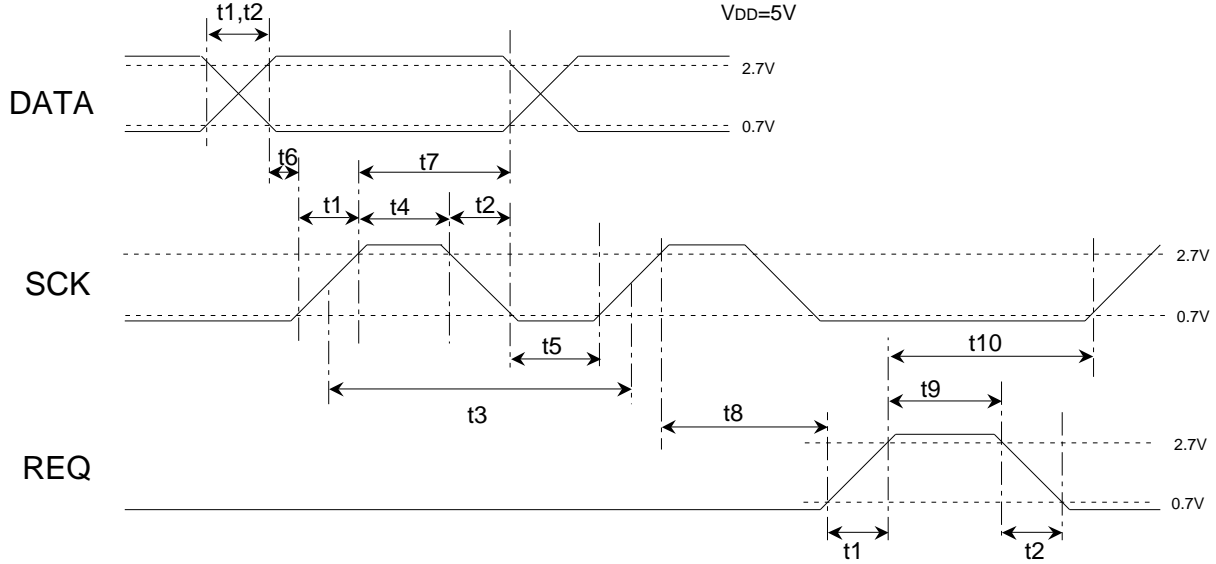 VDD=5V
t1,t2
2.7V
DATA
0.7V
t6
t7
t1
t4
t2
2.7V
SCK
0.7V
t5
t10
t3
t9
t8
2.7V
REQ
0.7V
t1
t2